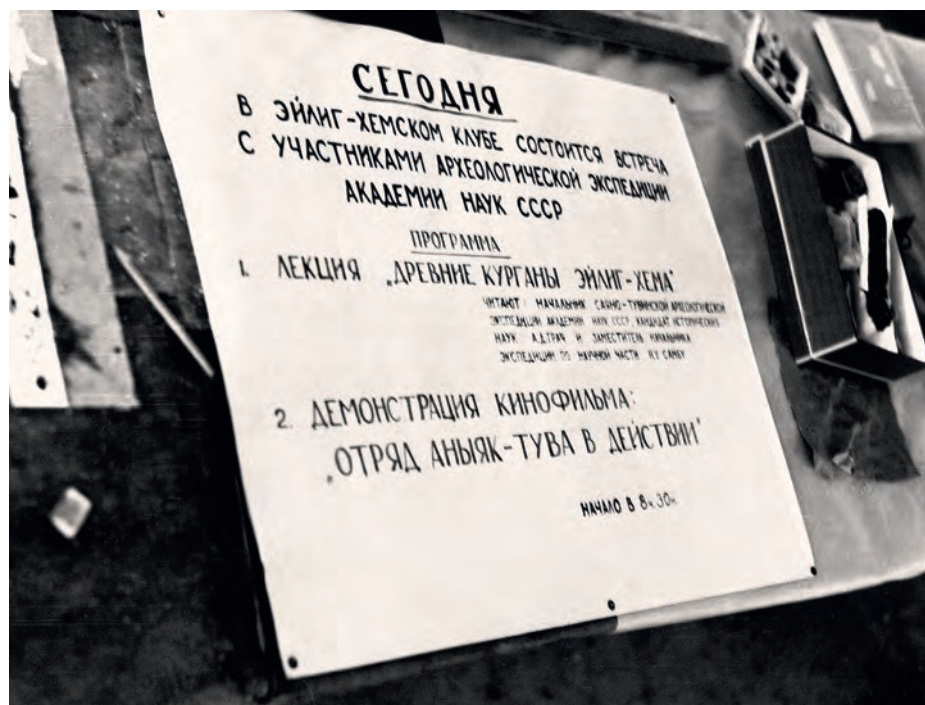 СЕГОДНЯ
В ЭЙЛИГ-ХЕМСКОМ КЛУБЕ СОСТОИТСЯ ВСТРЕЧА
С УЧАСТНИКАМИ АРХЕОЛОГИЧЕСКОЙ ЭКСПЕДИЦИИ
АКАДЕМИИ НАУК СССР
ПРОГРАММА
1. ЛЕКЦИЯ „ДРЕВНИЕ КУРГАНЫ ЭЙЛИГ-ХЕМА"
ЧИТАЮТ: НАЧАЛЬНИК САЯНО-ТУВИНСКОЙ АРХЕОЛОГИЧЕСКОЙ
ЭКСПЕДИЦИИ АКАДЕМИИ НАУК СССР, КАНДИДАТ ИСТОРИЧЕСКИХ
НАУК А.Д.ГРАЧ И ЗАМЕСТИТЕЛЬ НАЧАЛЬНИКА
ЭКСПЕДИЦИИ ПО НАУЧНОЙ ЧАСТИ И.У САМБУ
2. ДЕМОНСТРАЦИЯ КИНОФИЛЬМА:
„ОТРЯД АНЫЯК-ТУВА В ДЕЙСТВИИ"
НАЧАЛО В 8ч.30м.